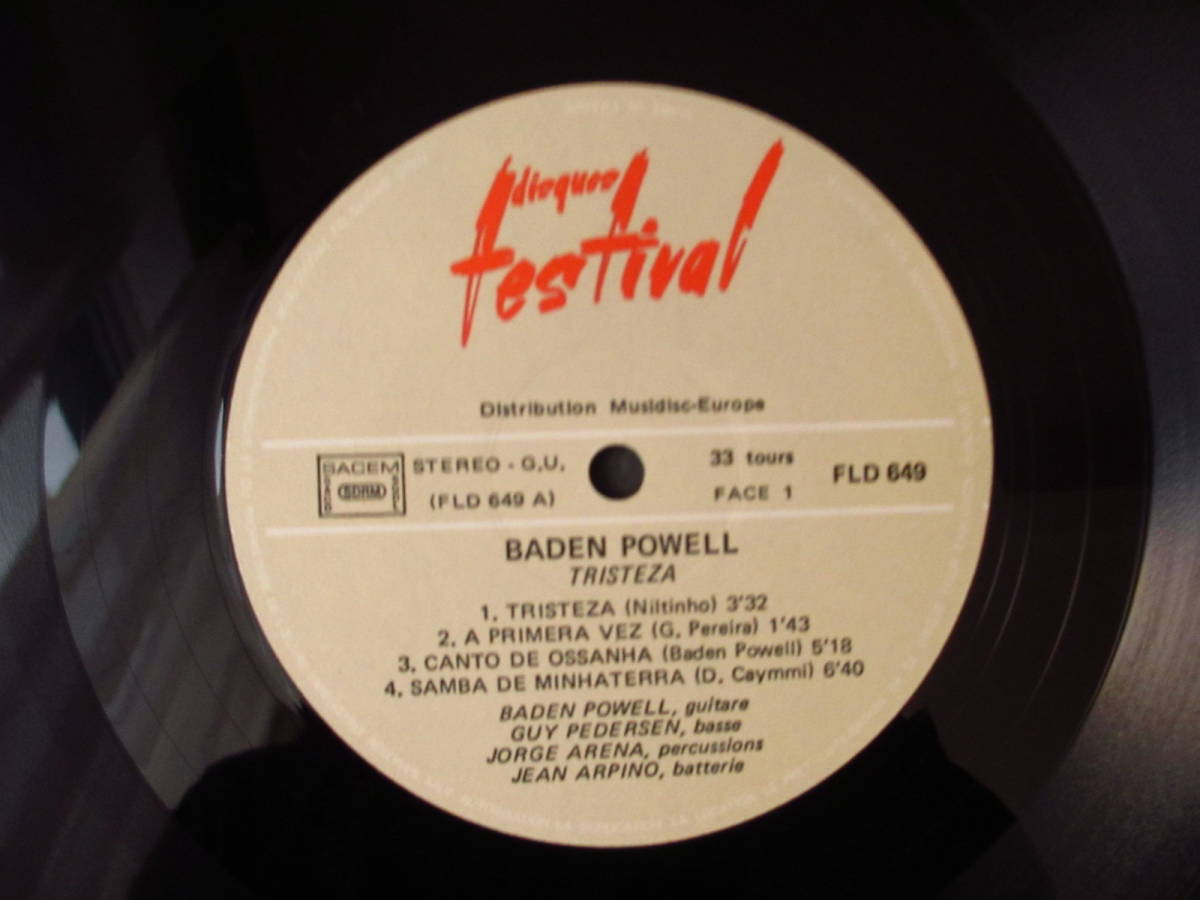 disques
festival
Distribution Musidisc-Europe
SACEM
SACD SDRM SGDL
STEREO - G.U.
(FLD 649 A)
33 tours
FACE 1
FLD 649
BADEN POWELL
TRISTEZA
1. TRISTEZA (Niltinho) 3'32
2. A PRIMERA VEZ (G. Pereira) 1'43
3. CANTO DE OSSANHA (Baden Powell) 5'18
4. SAMBA DE MINHATERRA (D. Caymmi) 6'40
BADEN POWELL, guitare
GUY PEDERSEN, basse
JORGE ARENA, percussions
JEAN ARPINO, batterie